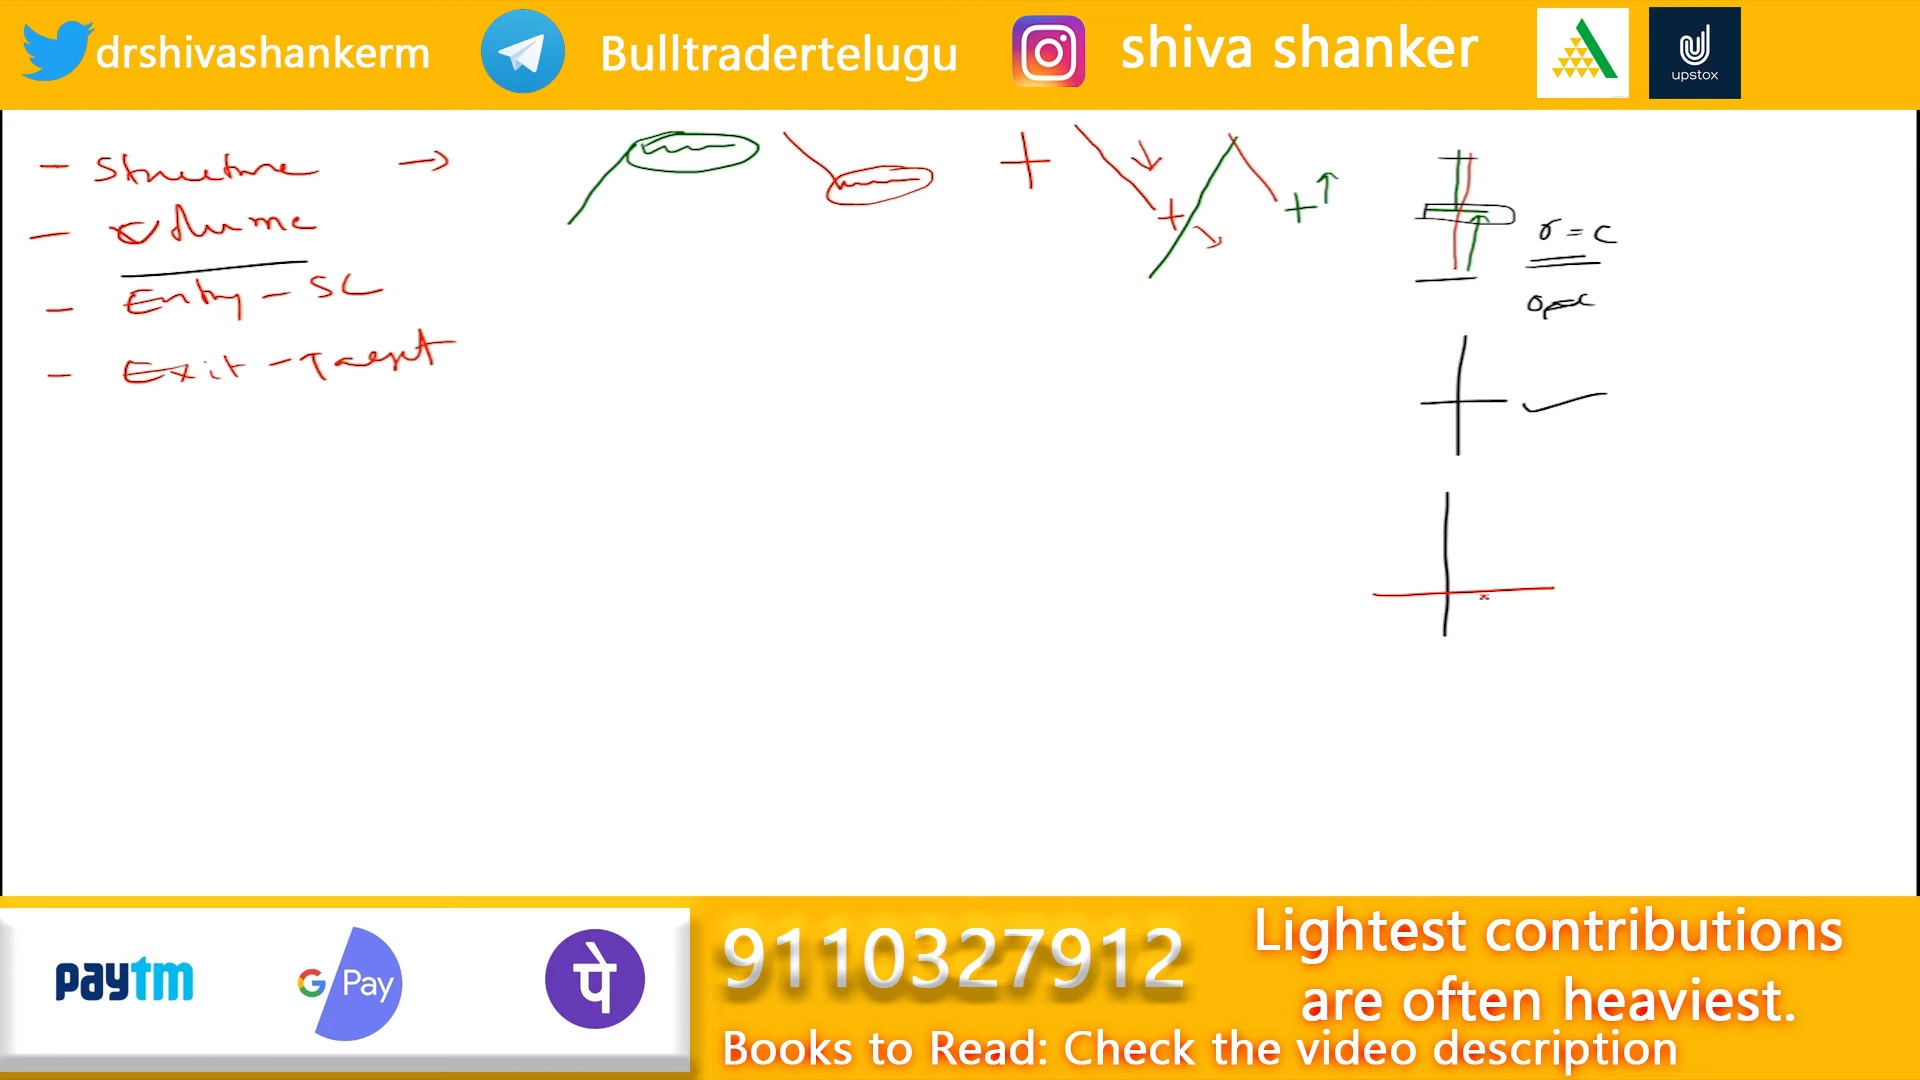 drshivashankerm
Bulltradertelugu
shiva shanker
upstox
- Structure →
- Volume
- Entry - SL
- Exit - Target
o = c
paytm
G Pay
पे
9110327912
Lightest contributions
are often heaviest.
Books to Read: Check the video description